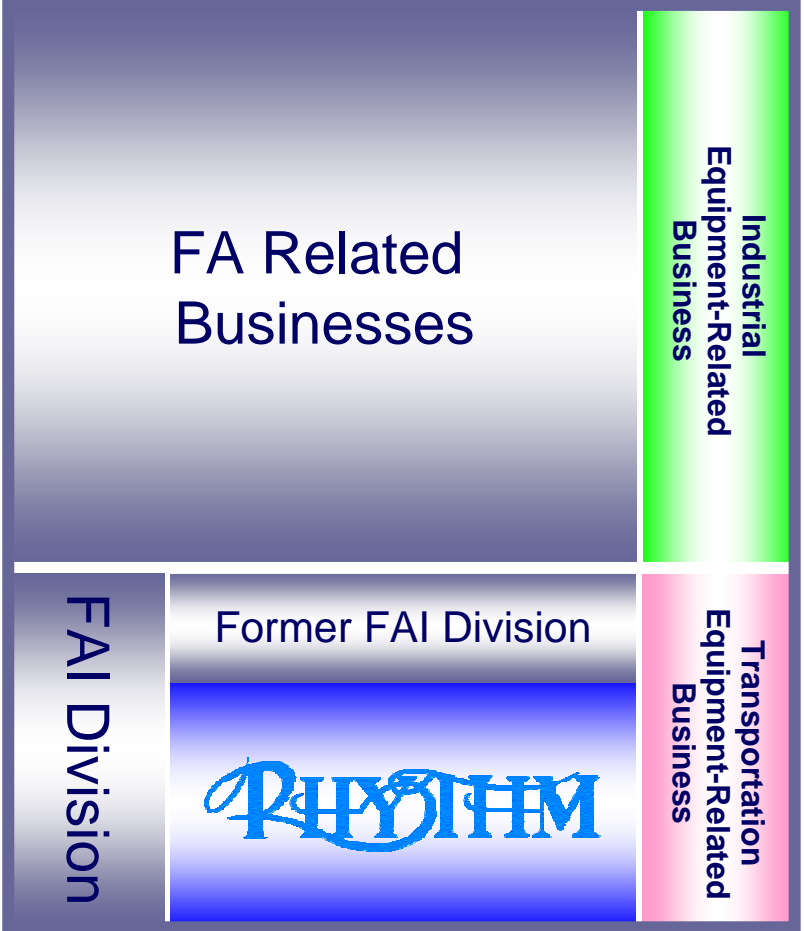 FA Related
Businesses
Industrial
Equipment-Related
Business
FAI Division
Former FAI Division
RHYTHM
Transportation
Equipment-Related
Business